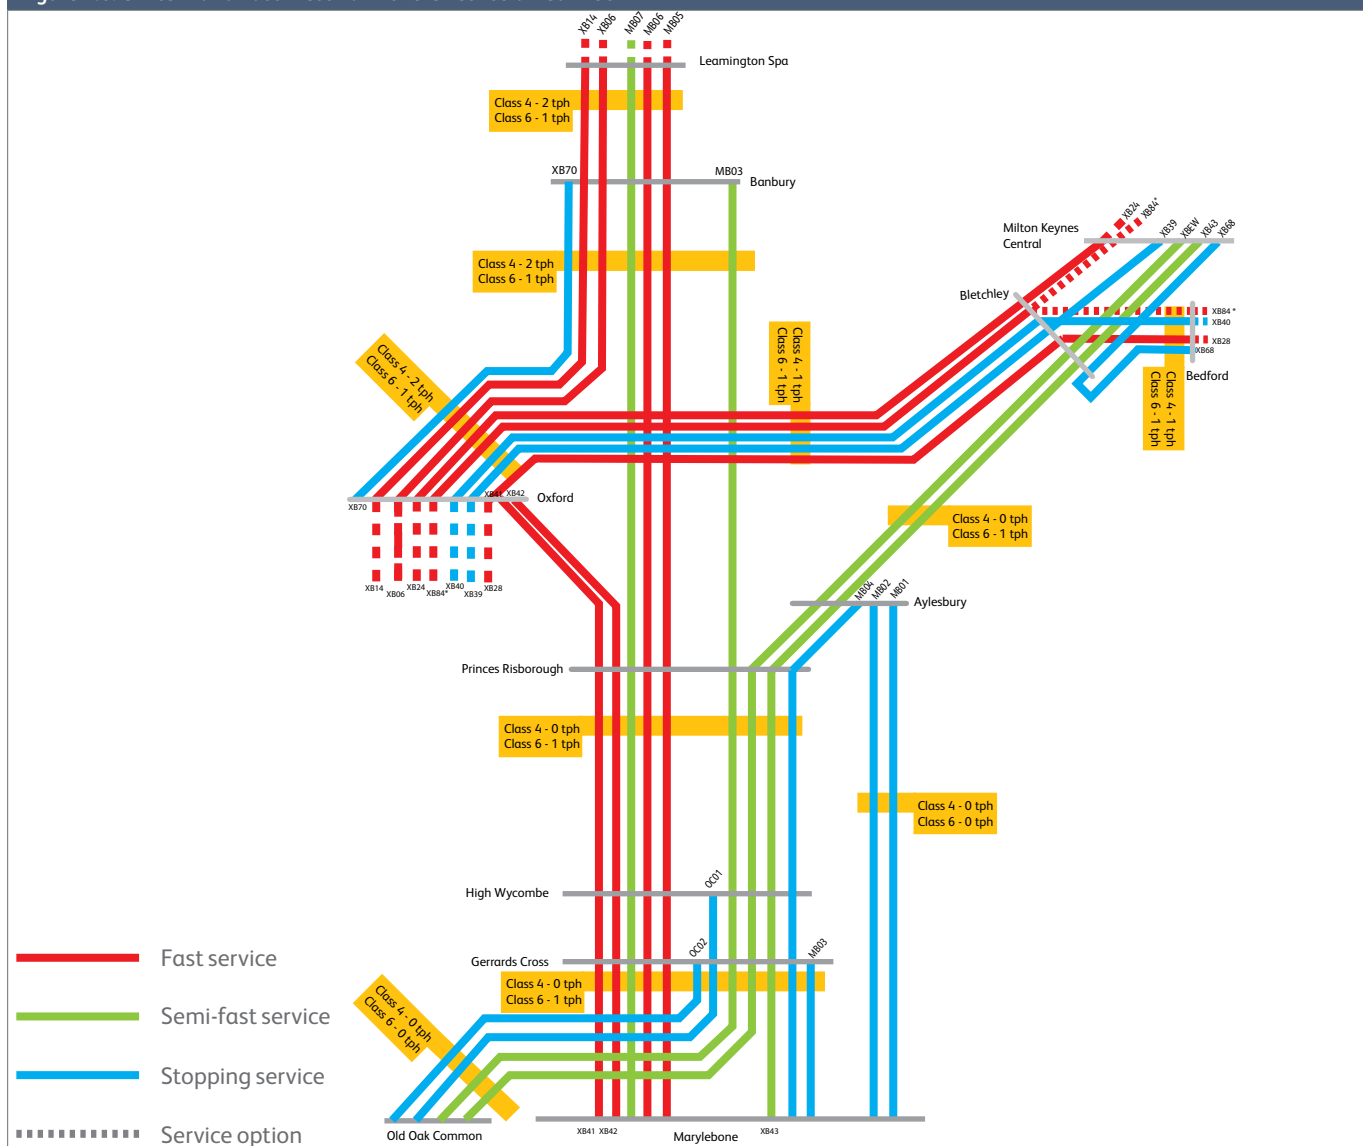 XB14
XB06
MB07
MB06
MB05
Leamington Spa
Class 4 - 2 tph
Class 6 - 1 tph
XB70
MB03
Banbury
Class 4 - 2 tph
Class 6 - 1 tph
XB24
XB84*
XB39
XBEW
XB43
XB68
Milton Keynes
Central
Bletchley
XB84 *
XB40
XB28
XB68
Bedford
Class 4 - 1 tph
Class 6 - 1 tph
Class 4 - 1 tph
Class 6 - 1 tph
Class 4 - 2 tph
Class 6 - 1 tph
XB70
XB41
XB42
Oxford
XB14
XB06
XB24
XB84*
XB40
XB39
XB28
Class 4 - 0 tph
Class 6 - 1 tph
MB04
MB02
MB01
Aylesbury
Princes Risborough
Class 4 - 0 tph
Class 6 - 1 tph
Class 4 - 0 tph
Class 6 - 0 tph
High Wycombe
OC01
Gerrards Cross
OC02
MB03
Class 4 - 0 tph
Class 6 - 1 tph
Class 4 - 0 tph
Class 6 - 0 tph
Fast service
Semi-fast service
Stopping service
Service option
Old Oak Common
XB41
XB42
Marylebone
XB43